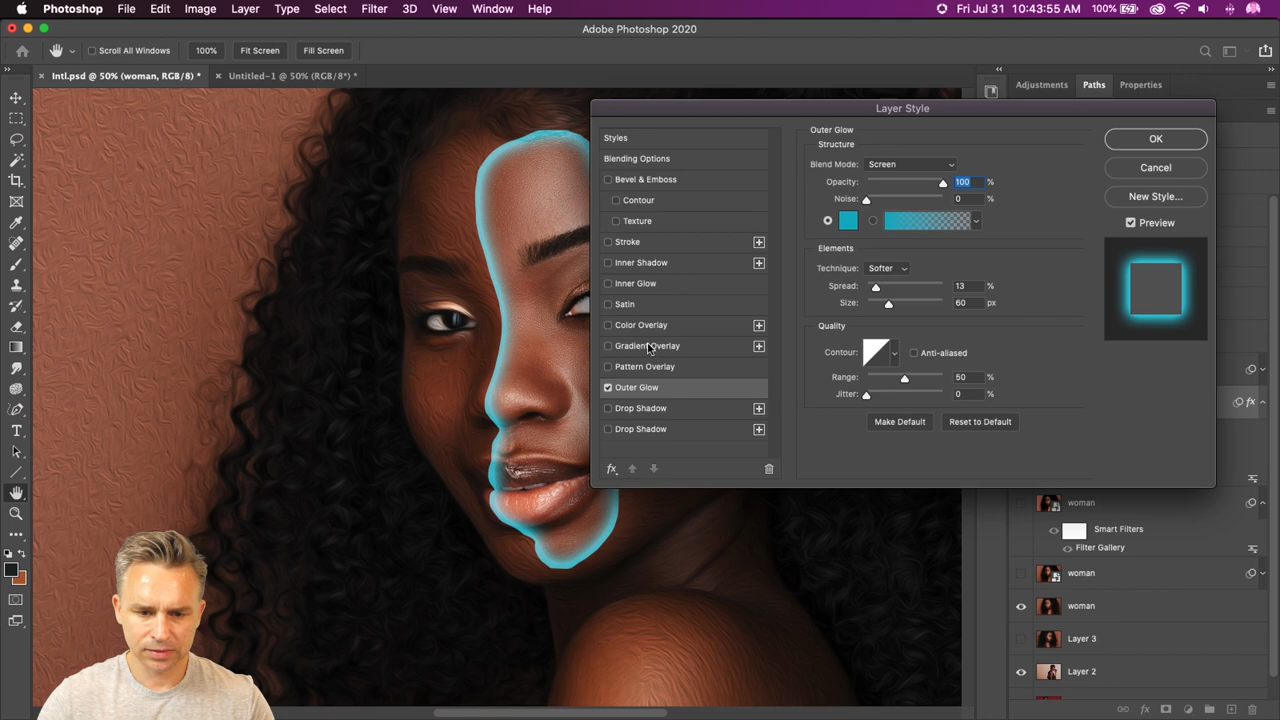 Photoshop File Edit Image Layer Type Select Filter 3D View Window Help 100% Fri Jul 31 10:43:55 AM
Adobe Photoshop 2020
Scroll All Windows 100% Fit Screen Fill Screen
Intl.psd @ 50% (woman, RGB/8) * Untitled-1 @ 50% (RGB/8*) *
Adjustments Paths Properties
Layer Style
Styles
Blending Options
Bevel & Emboss
Contour
Texture
Stroke
Inner Shadow
Inner Glow
Satin
Color Overlay
Gradient Overlay
Pattern Overlay
Outer Glow
Drop Shadow
Drop Shadow
fx
Outer Glow
Structure
Blend Mode: Screen
Opacity: 100 %
Noise: 0 %
Elements
Technique: Softer
Spread: 13 %
Size: 60 px
Quality
Contour: Anti-aliased
Range: 50 %
Jitter: 0 %
Make Default Reset to Default
OK
Cancel
New Style...
Preview
fx
woman
Smart Filters
Filter Gallery
woman
woman
Layer 3
Layer 2
fx